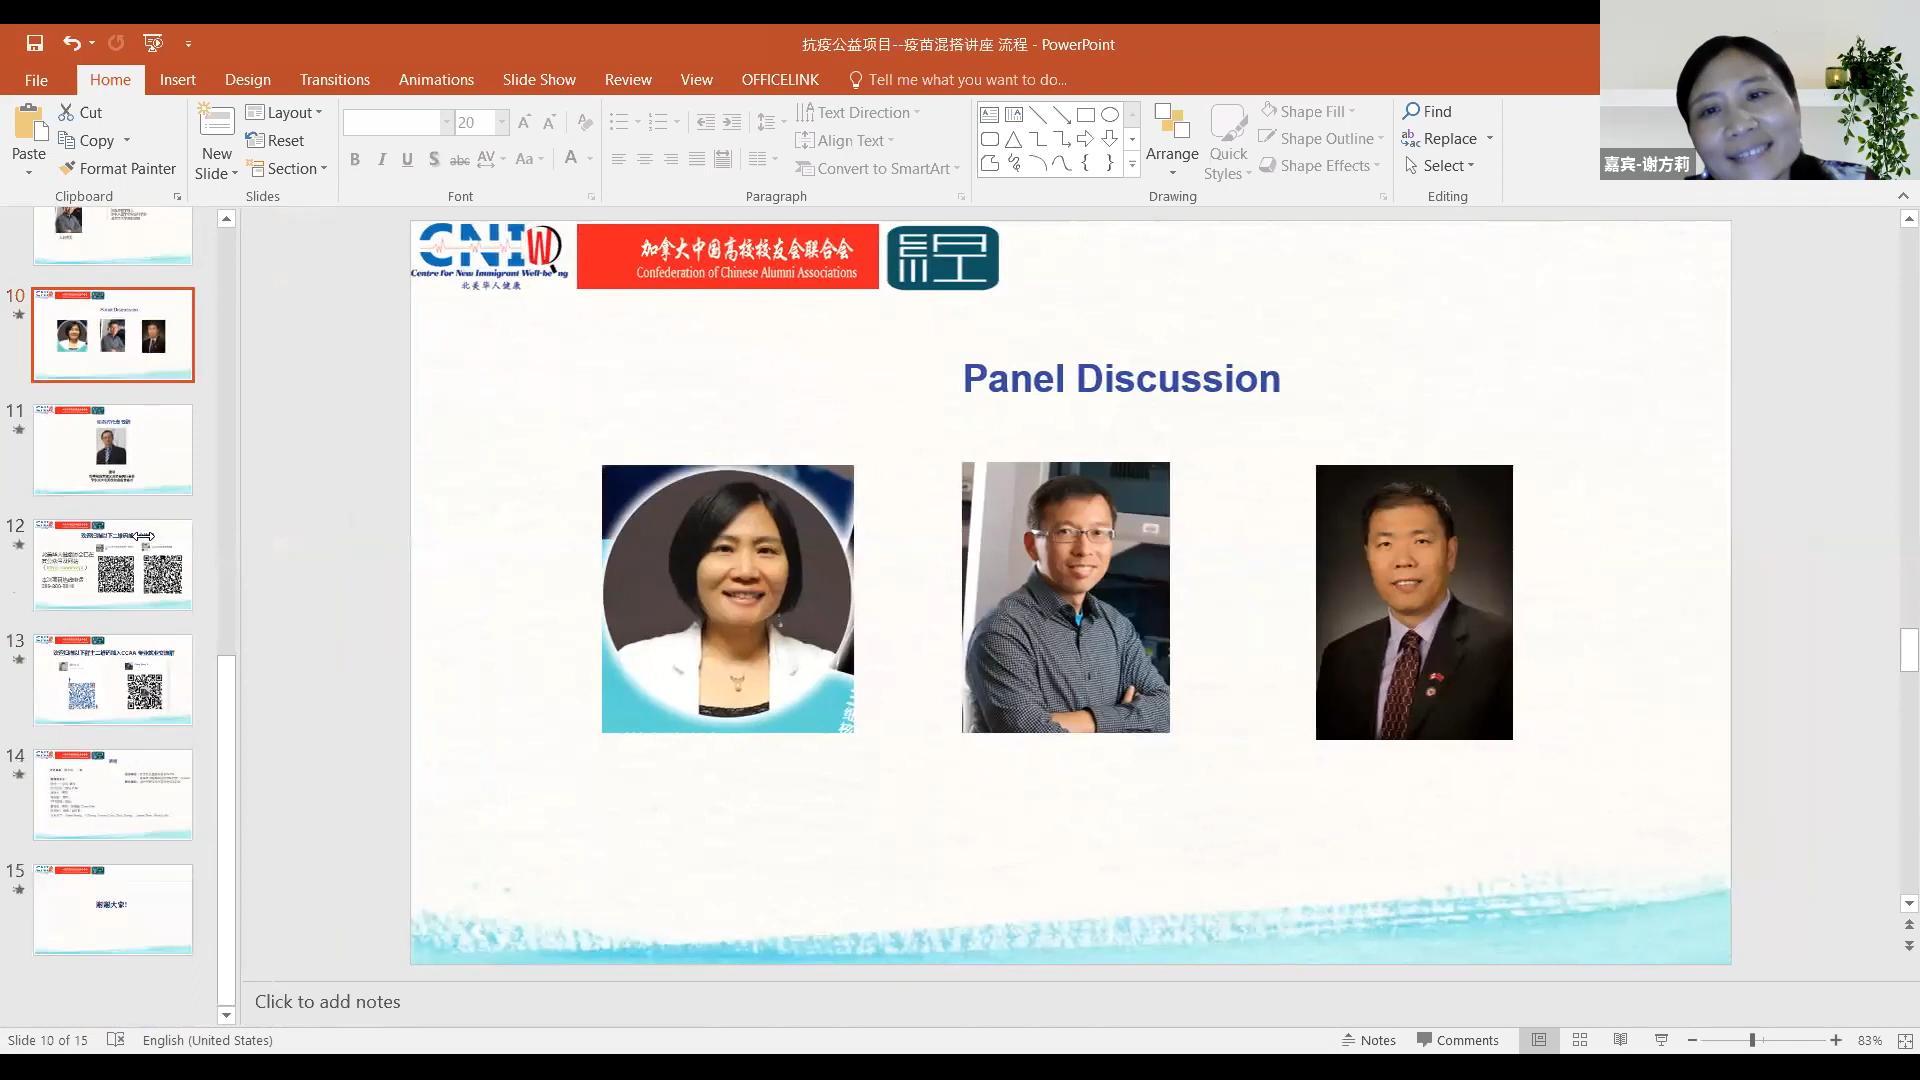 抗疫公益项目--疫苗混搭讲座 流程 - PowerPoint
File Home Insert Design Transitions Animations Slide Show Review View OFFICELINK Tell me what you want to do...
Paste
Cut
Copy
Format Painter
Clipboard
New Slide
Layout
Reset
Section
Slides
20
B I U S abc AV Aa A
Font
Text Direction
Align Text
Convert to SmartArt
Paragraph
Arrange
Quick Styles
Shape Fill
Shape Outline
Shape Effects
Drawing
Find
Replace
Select
Editing
嘉宾-谢方莉
10
Panel Discussion
11
12
13
14
15
谢谢大家!
CNIW
Centre For New Immigrant Well-being
北美华人健康
加拿大中国高校校友会联合会
Confederation of Chinese Alumni Associations
Panel Discussion
Click to add notes
Slide 10 of 15 English (United States) Notes Comments 83%